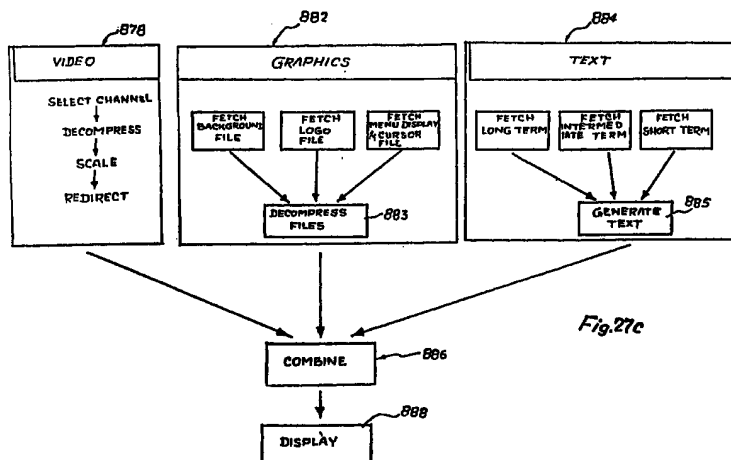 878
VIDEO
SELECT CHANNEL
DECOMPRESS
SCALE
REDIRECT
882
GRAPHICS
FETCH
BACKGROUND
FILE
FETCH
LOGO
FILE
FETCH
MENU DISPLAY
& CURSOR
FILE
DECOMPRESS
FILES
883
884
TEXT
FETCH
LONG TERM
FETCH
INTERMED
IATE TERM
FETCH
SHORT TERM
GENERATE
TEXT
885
COMBINE
886
DISPLAY
888
Fig.27c